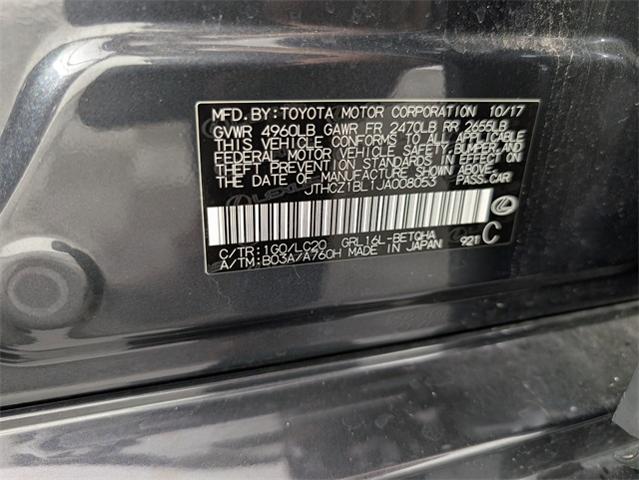 MFD. BY: TOYOTA MOTOR CORPORATION 10/17
GVWR 4960LB GAWR FR 2470LB RR 2655LB
THIS VEHICLE CONFORMS TO ALL APPLICABLE
FEDERAL MOTOR VEHICLE SAFETY, BUMPER, AND
THEFT PREVENTION STANDARDS IN EFFECT ON
THE DATE OF MANUFACTURE SHOWN ABOVE.
JTHCZ1BL1JA008053 PASS. CAR
C/TR: 1G0/LC20 GRL16L-BETQHA 921T C
A/TM: B03A/A760H MADE IN JAPAN